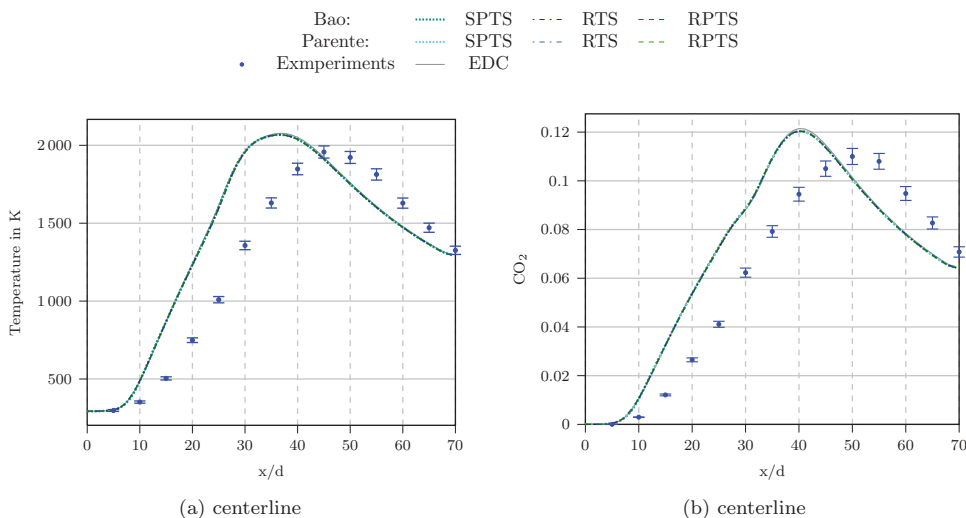 Bao: SPTS RTS RPTS
Parente: SPTS RTS RPTS
Exmperiments EDC
Temperature in K
2 000
1 500
1 000
500
0 10 20 30 40 50 60 70
x/d
(a) centerline
CO₂
0.12
0.1
0.08
0.06
0.04
0.02
0
0 10 20 30 40 50 60 70
x/d
(b) centerline